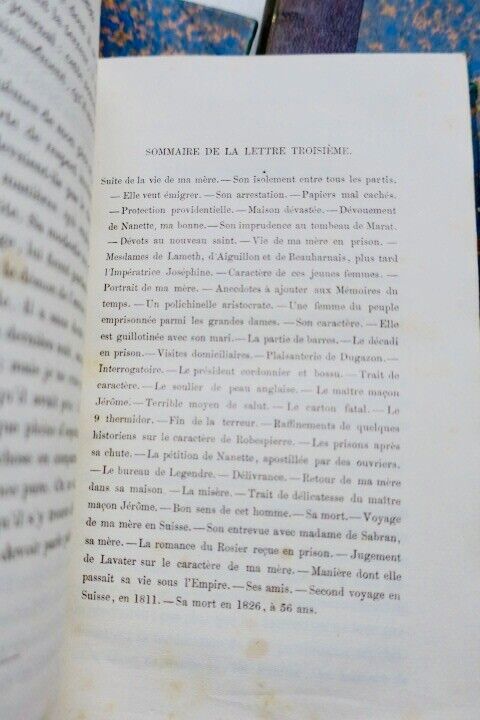 SOMMAIRE DE LA LETTRE TROISIÈME.
Suite de la vie de ma mère. — Son isolement entre tous les partis.
— Elle veut émigrer. — Son arrestation. — Papiers mal cachés.
— Protection providentielle. — Maison dévastée. — Dévouement
de Nanette, ma bonne. — Son imprudence au tombeau de Marat.
— Dévots au nouveau saint. — Vie de ma mère en prison. —
Mesdames de Lameth, d'Aiguillon et de Beauharnais, plus tard
l'Impératrice Joséphine. — Caractère de ces jeunes femmes. —
Portrait de ma mère. — Anecdotes à ajouter aux Mémoires du
temps. — Un polichinelle aristocrate. — Une femme du peuple
emprisonnée parmi les grandes dames. — Son caractère. — Elle
est guillotinée avec son mari. — La partie de barres. — Le décadi
en prison. — Visites domiciliaires. — Plaisanterie de Dugazon. —
Interrogatoire. — Le président cordonnier et bossu. — Trait de
caractère. — Le soulier de peau anglaise. — Le maître maçon
Jérôme. — Terrible moyen de salut. — Le carton fatal. — Le
9 thermidor. — Fin de la terreur. — Raffinements de quelques
historiens sur le caractère de Robespierre. — Les prisons après
sa chute. — La pétition de Nanette, apostillée par des ouvriers.
— Le bureau de Legendre. — Délivrance. — Retour de ma mère
dans sa maison. — La misère. — Trait de délicatesse du maître
maçon Jérôme. — Bon sens de cet homme. — Sa mort. — Voyage
de ma mère en Suisse. — Son entrevue avec madame de Sabran,
sa mère. — La romance du Rosier reçue en prison. — Jugement
de Lavater sur le caractère de ma mère. — Manière dont elle
passait sa vie sous l'Empire. — Ses amis. — Second voyage en
Suisse, en 1811. — Sa mort en 1826, à 56 ans.